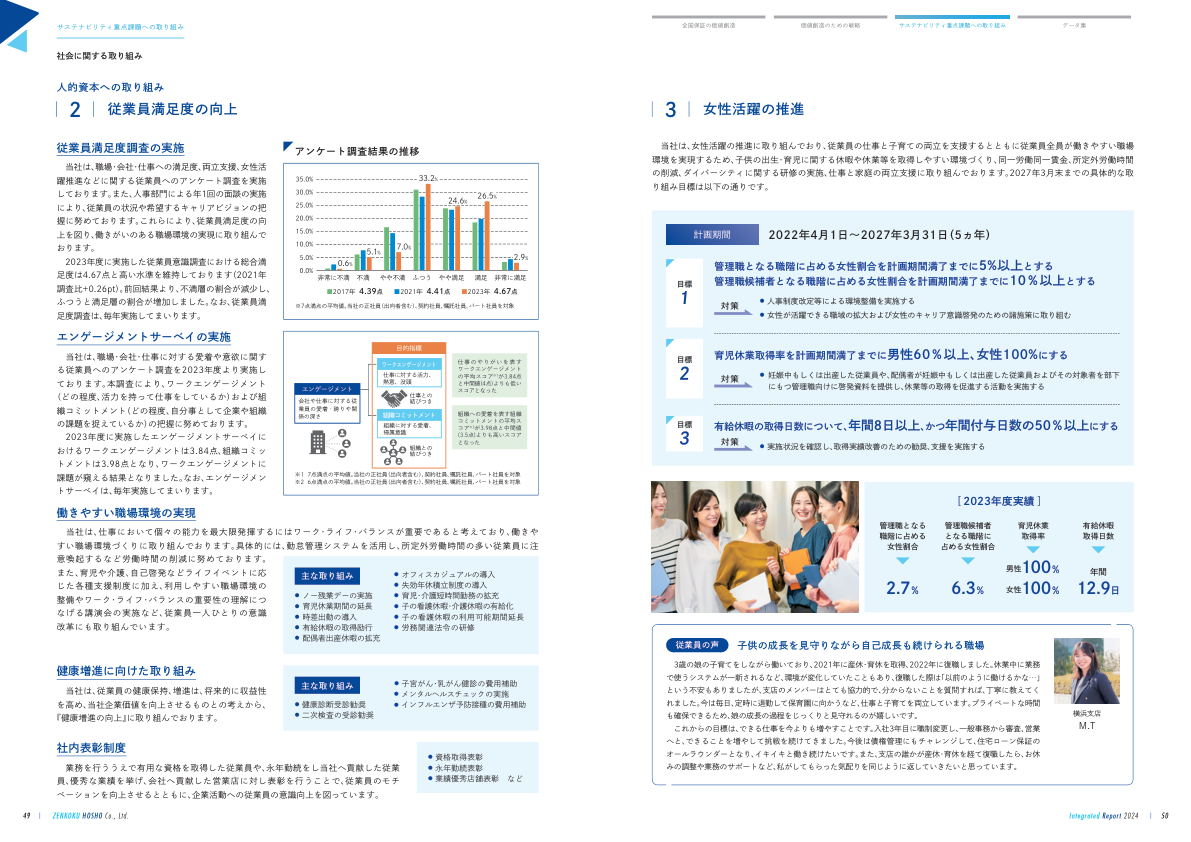 サステナビリティ重点課題への取り組み
社会に関する取り組み
人的資本への取り組み
2 従業員満足度の向上
従業員満足度調査の実施
当社は、職場・会社・仕事への満足度、両立支援、女性活
躍推進などに関する従業員へのアンケート調査を実施
しております。また、人事部門による年1回の面談の実施
により、従業員の状況や希望するキャリアビジョンの把
握に努めております。これらにより、従業員満足度の向
上を図り、働きがいのある職場環境の実現に取り組んで
おります。
2023年度に実施した従業員意識調査における総合満
足度は4.67点と高い水準を維持しております(2021年
調査比+0.26pt)。前回結果より、不満層の割合が減少し、
ふつうと満足層の割合が増加しました。なお、従業員満
足度調査は、毎年実施してまいります。
アンケート調査結果の推移
35.0%
30.0%
25.0%
20.0%
15.0%
10.0%
5.0%
0.0%
0.6%
5.1%
7.0%
33.2%
24.6%
26.5%
2.9%
非常に不満 不満 やや不満 ふつう やや満足 満足 非常に満足
2017年 4.39点 2021年 4.41点 2023年 4.67点
※7点満点の平均値。当社の正社員(出向者含む)、契約社員、嘱託社員、パート社員を対象
エンゲージメントサーベイの実施
当社は、職場・会社・仕事に対する愛着や意欲に関す
る従業員へのアンケート調査を2023年度より実施し
ております。本調査により、ワークエンゲージメント
(どの程度、活力を持って仕事をしているか)および組
織コミットメント(どの程度、自分事として企業や組織
の課題を捉えているか)の把握に努めております。
2023年度に実施したエンゲージメントサーベイに
おけるワークエンゲージメントは3.84点、組織コミッ
トメントは3.98点となり、ワークエンゲージメントに
課題が窺える結果となりました。なお、エンゲージメン
トサーベイは、毎年実施してまいります。
目的指標
ワークエンゲージメント
仕事に対する活力、
熱意、没頭
仕事との
結びつき
エンゲージメント
会社や仕事に対する従
業員の愛着・誇りや関
係の深さ
組織コミットメント
組織に対する愛着、
帰属意識
組織との
結びつき
仕事のやりがいを表す
ワークエンゲージメント
の平均スコア※1が3.84点
と中間値(4点)よりも低い
スコアとなった
組織への愛着を表す組織
コミットメントの平均ス
コア※2が3.98点と中間値
(3.5点)よりも高いスコア
となった
※1 7点満点の平均値。当社の正社員(出向者含む)、契約社員、嘱託社員、パート社員を対象
※2 6点満点の平均値。当社の正社員(出向者含む)、契約社員、嘱託社員、パート社員を対象
働きやすい職場環境の実現
当社は、仕事において個々の能力を最大限発揮するにはワーク・ライフ・バランスが重要であると考えており、働きや
すい職場環境づくりに取り組んでおります。具体的には、勤怠管理システムを活用し、所定外労働時間の多い従業員に注
意喚起するなど労働時間の削減に努めております。
また、育児や介護、自己啓発などライフイベントに応
じた各種支援制度に加え、利用しやすい職場環境の
整備やワーク・ライフ・バランスの重要性の理解につ
なげる講演会の実施など、従業員一人ひとりの意識
改革にも取り組んでいます。
主な取り組み
● ノー残業デーの実施
● 育児休業期間の延長
● 時差出勤の導入
● 有給休暇の取得励行
● 配偶者出産休暇の拡充
● オフィスカジュアルの導入
● 失効年休積立制度の導入
● 育児・介護短時間勤務の拡充
● 子の看護休暇・介護休暇の有給化
● 子の看護休暇の利用可能期間延長
● 労務関連法令の研修
健康増進に向けた取り組み
当社は、従業員の健康保持、増進は、将来的に収益性
を高め、当社企業価値を向上させるものとの考えから、
『健康増進の向上』に取り組んでおります。
主な取り組み
● 健康診断受診勧奨
● 二次検査の受診勧奨
● 子宮がん・乳がん健診の費用補助
● メンタルヘルスチェックの実施
● インフルエンザ予防接種の費用補助
社内表彰制度
業務を行ううえで有用な資格を取得した従業員や、永年勤続をし当社へ貢献した従業
員、優秀な業績を挙げ、会社へ貢献した営業店に対し表彰を行うことで、従業員のモチ
ベーションを向上させるとともに、企業活動への従業員の意識向上を図っています。
● 資格取得表彰
● 永年勤続表彰
● 業績優秀店舗表彰 など
49 ZENKOKU HOSHO Co., Ltd.
全国保証の価値創造 価値創造のための戦略 サステナビリティ重点課題への取り組み データ集
3 女性活躍の推進
当社は、女性活躍の推進に取り組んでおり、従業員の仕事と子育ての両立を支援するとともに従業員全員が働きやすい職場
環境を実現するため、子供の出生・育児に関する休暇や休業等を取得しやすい環境づくり、同一労働同一賃金、所定外労働時間
の削減、ダイバーシティに関する研修の実施、仕事と家庭の両立支援に取り組んでおります。2027年3月末までの具体的な取
り組み目標は以下の通りです。
計画期間 2022年4月1日～2027年3月31日(5ヵ年)
目標 1
管理職となる職階に占める女性割合を計画期間満了までに5%以上とする
管理職候補者となる職階に占める女性割合を計画期間満了までに10%以上とする
対策
● 人事制度改定等による環境整備を実施する
● 女性が活躍できる職域の拡大および女性のキャリア意識啓発のための諸施策に取り組む
目標 2
育児休業取得率を計画期間満了までに男性60%以上、女性100%にする
対策
● 妊娠中もしくは出産した従業員や、配偶者が妊娠中もしくは出産した従業員およびその対象者を部下
にもつ管理職向けに啓発資料を提供し、休業等の取得を促進する活動を実施する
目標 3
有給休暇の取得日数について、年間8日以上、かつ年間付与日数の50%以上にする
対策
● 実施状況を確認し、取得実績改善のための勧奨、支援を実施する
[ 2023年度実績 ]
管理職となる
職階に占める
女性割合
2.7%
管理職候補者
となる職階に
占める女性割合
6.3%
育児休業
取得率
男性100%
女性100%
有給休暇
取得日数
年間
12.9日
従業員の声 子供の成長を見守りながら自己成長も続けられる職場
3歳の娘の子育てをしながら働いており、2021年に産休・育休を取得、2022年に復職しました。休業中に業務
で使うシステムが一新されるなど、環境が変化していたこともあり、復職した際は「以前のように働けるかな…」
という不安もありましたが、支店のメンバーはとても協力的で、分からないことを質問すれば、丁寧に教えてく
れました。今は毎日、定時に退勤して保育園に向かうなど、仕事と子育てを両立しています。プライベートな時間
も確保できるため、娘の成長の過程をじっくりと見守れるのが嬉しいです。
これからの目標は、できる仕事を今よりも増やすことです。入社3年目に職制変更し、一般事務から審査、営業
へと、できることを増やして挑戦を続けてきました。今後は債権管理にもチャレンジして、住宅ローン保証の
オールラウンダーとなり、イキイキと働き続けたいです。また、支店の誰かが産休・育休を経て復職したら、お休
みの調整や業務のサポートなど、私がしてもらった気配りを同じように返していきたいと思っています。
横浜支店
M.T
Integrated Report 2024 50